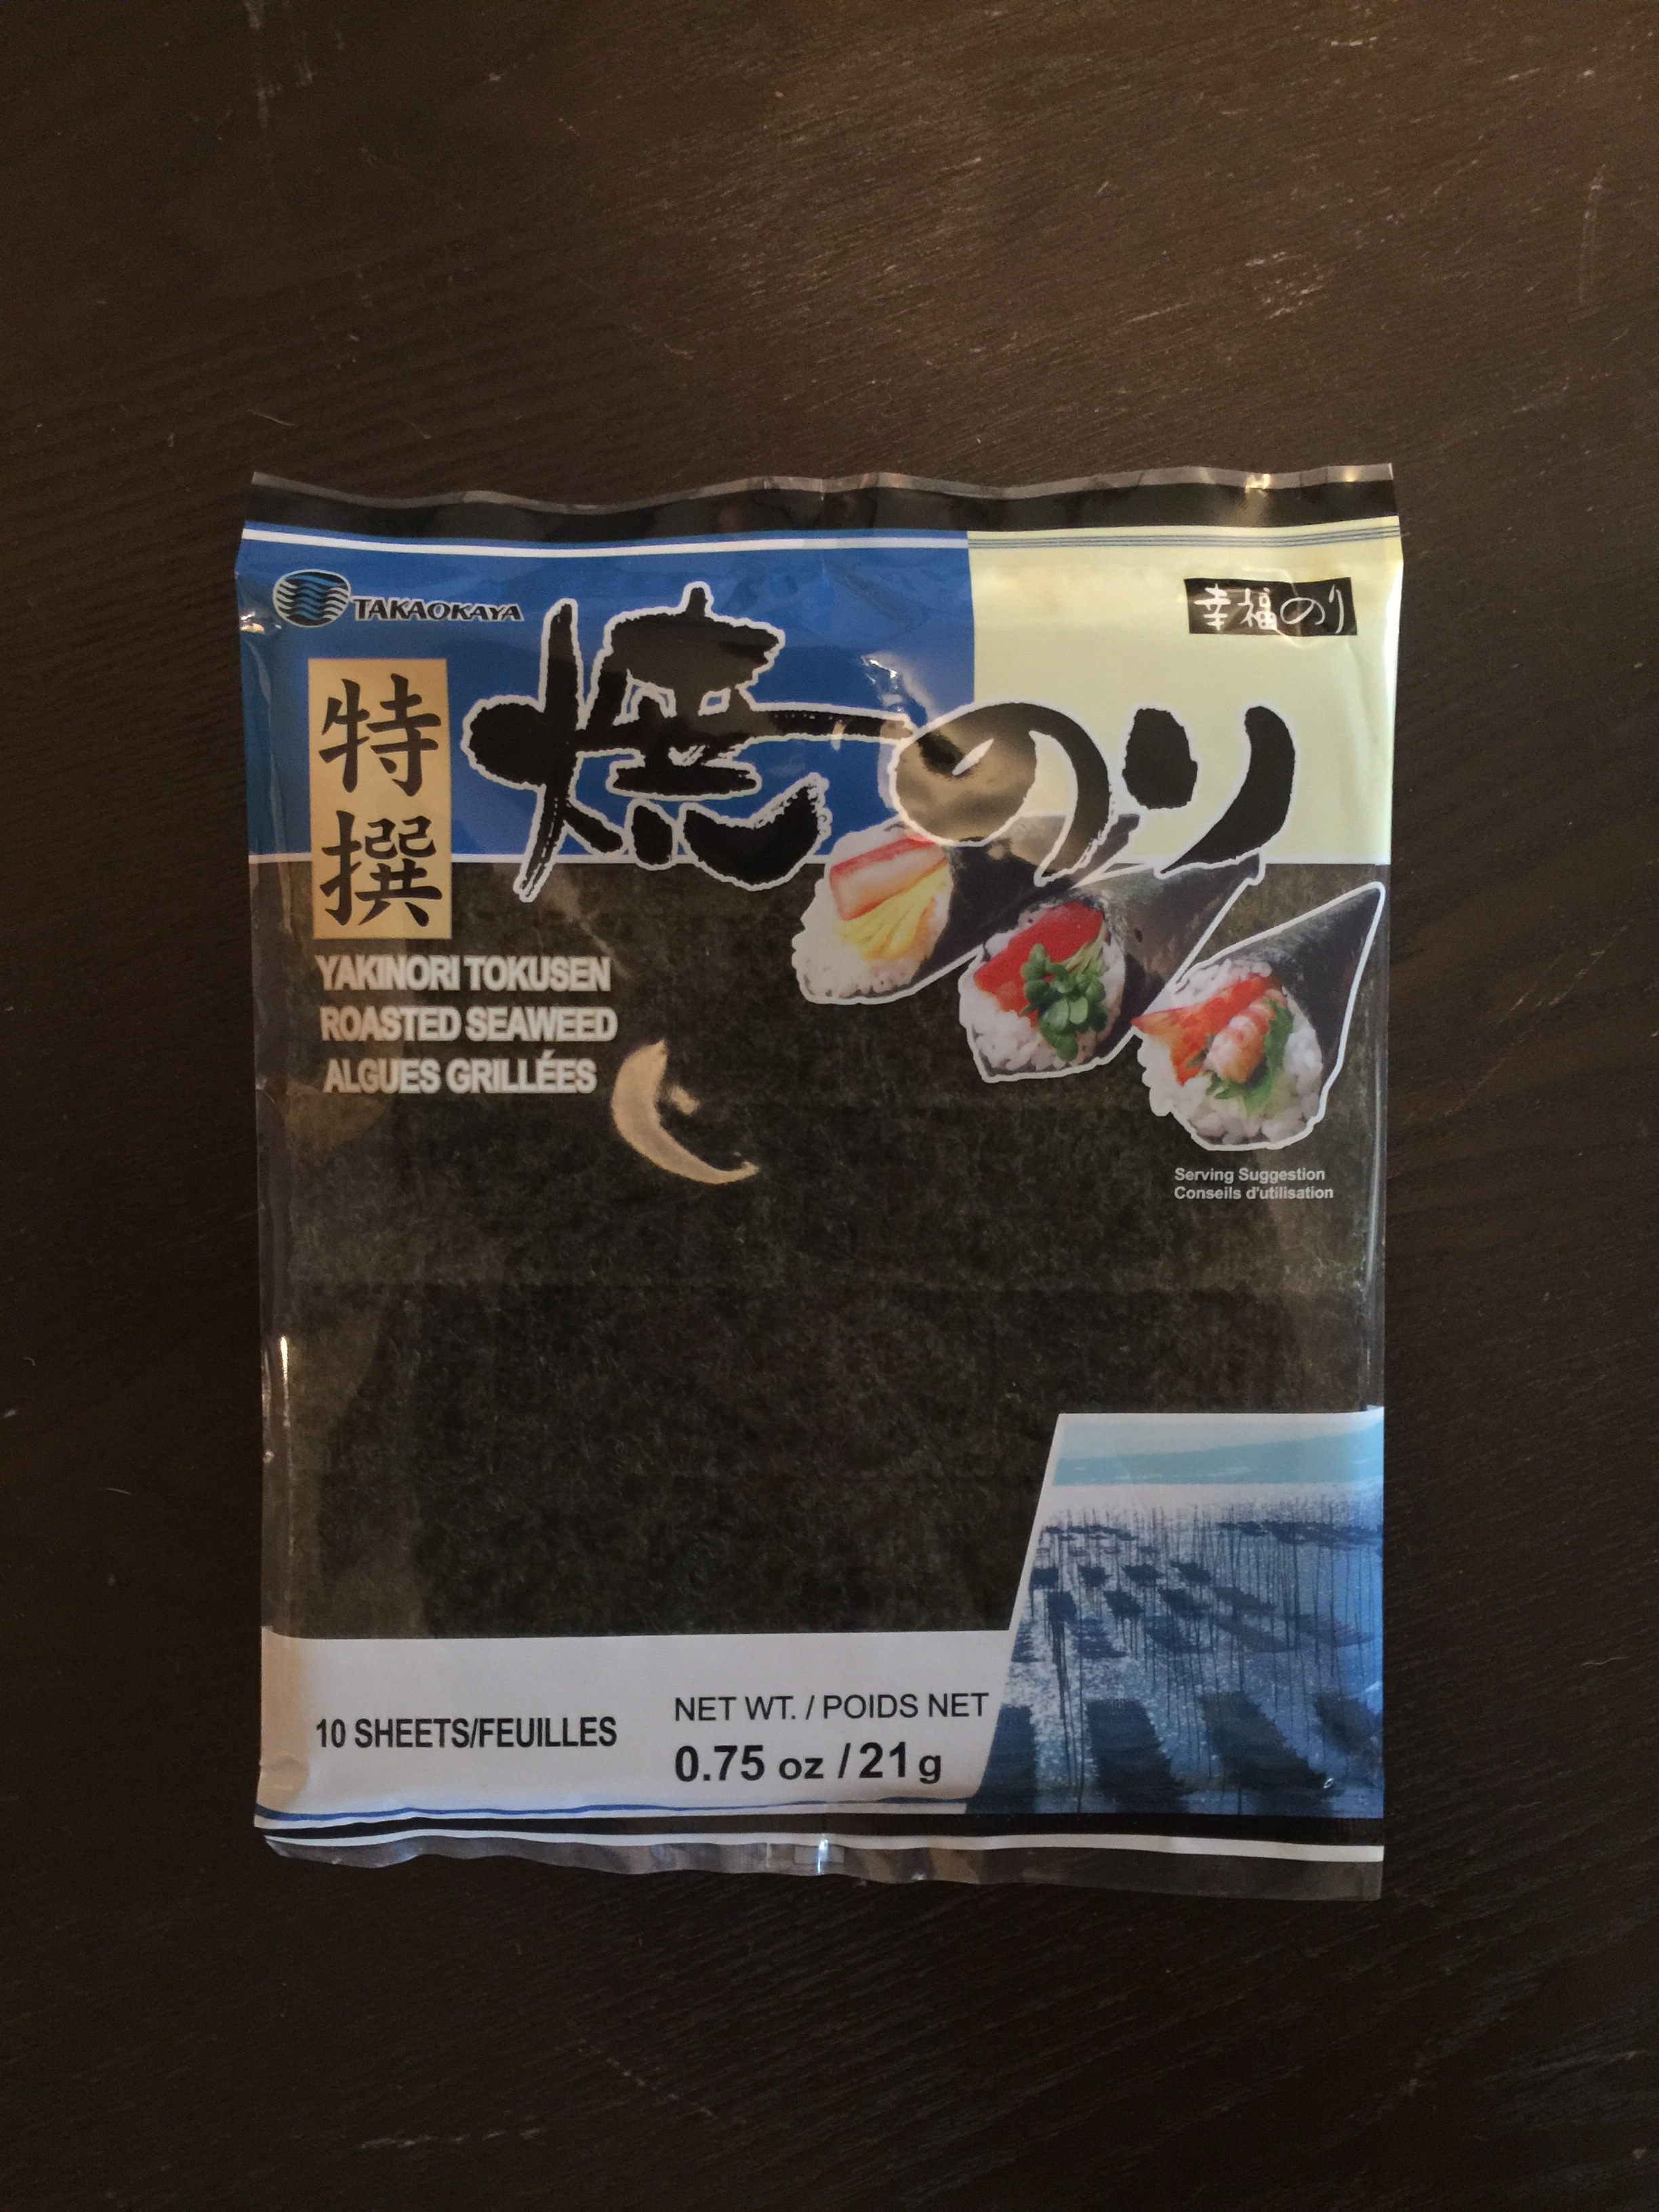 TAKAOKAYA
幸福のり
焼のり
特撰
YAKINORI TOKUSEN
ROASTED SEAWEED
ALGUES GRILLÉES
Serving Suggestion
Conseils d'utilisation
10 SHEETS/FEUILLES
NET WT. / POIDS NET
0.75 oz / 21 g